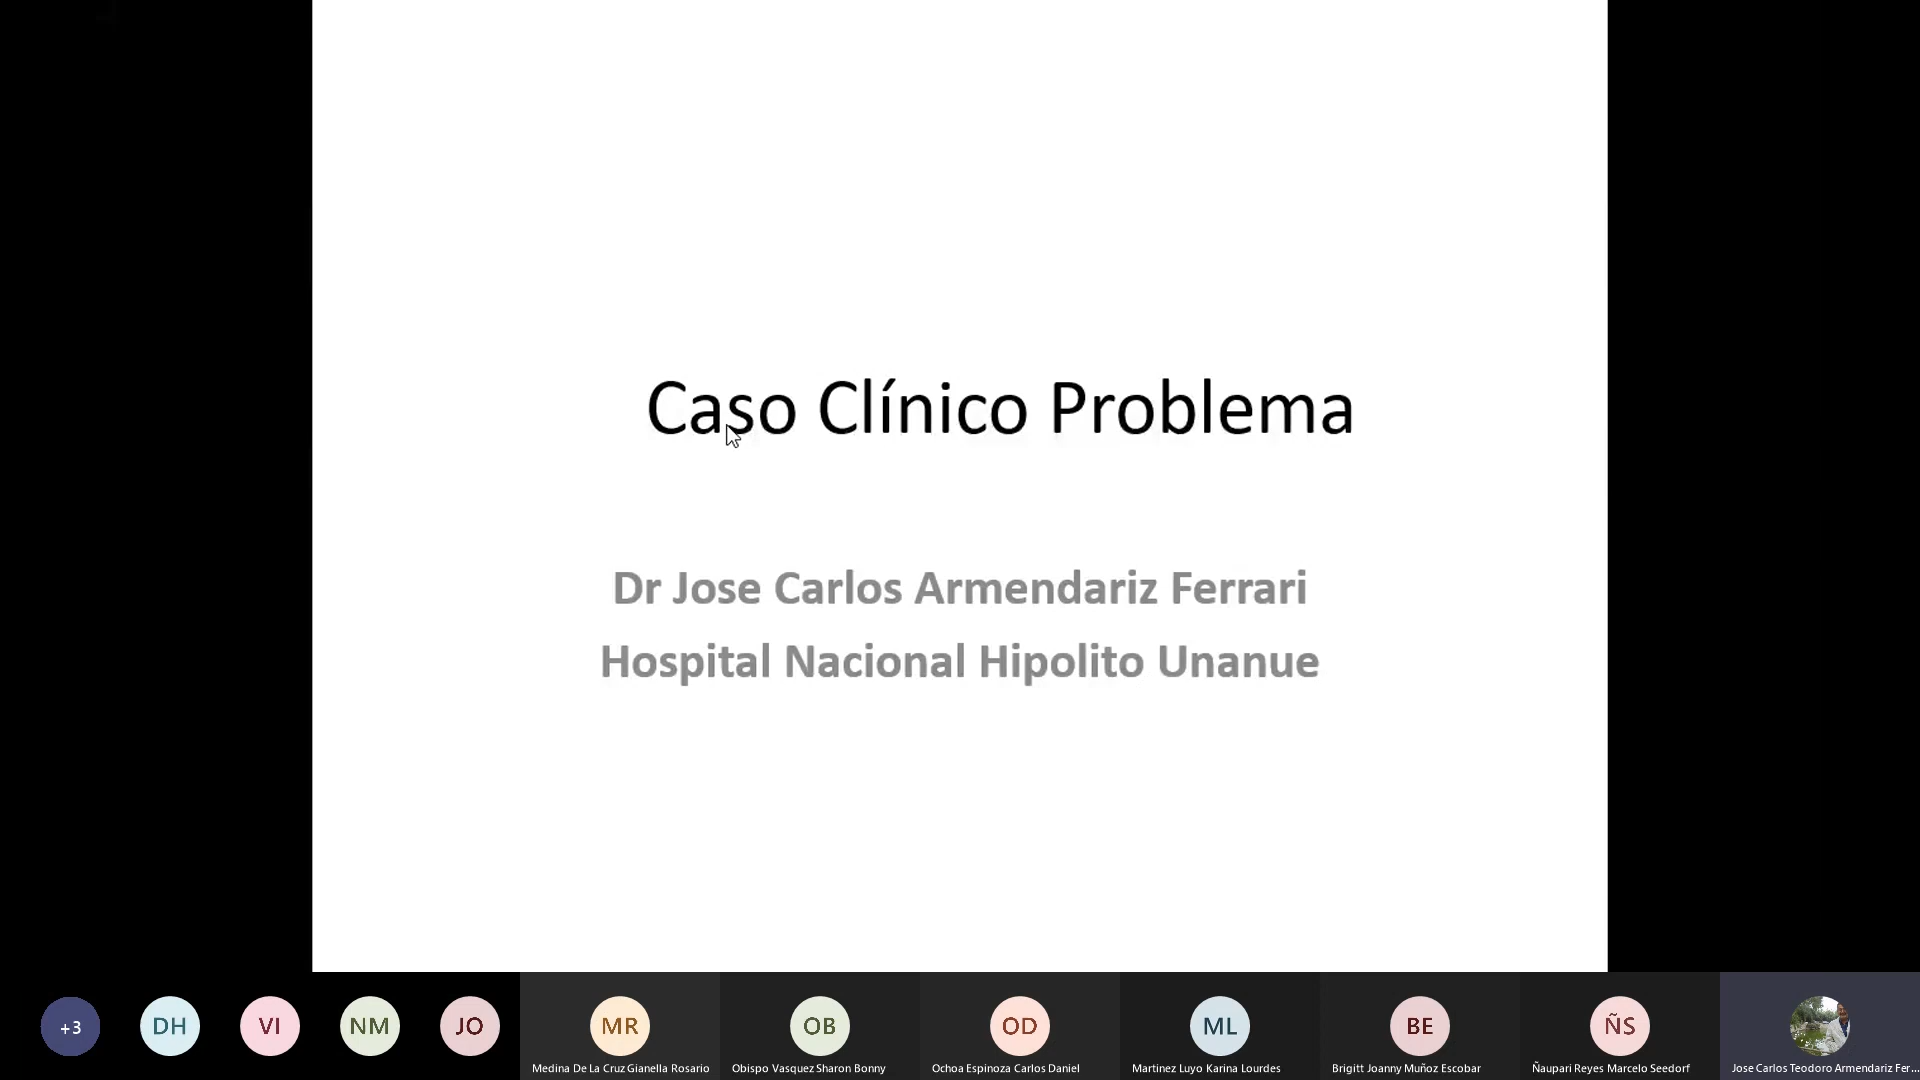 Caso Clínico Problema
Dr Jose Carlos Armendariz Ferrari
Hospital Nacional Hipolito Unanue
+3
DH
VI
NM
JO
MR
OB
OD
ML
BE
ÑS
Medina De La Cruz Gianella Rosario
Obispo Vasquez Sharon Bonny
Ochoa Espinoza Carlos Daniel
Martinez Luyo Karina Lourdes
Brigitt Joanny Muñoz Escobar
Ñaupari Reyes Marcelo Seedorf
Jose Carlos Teodoro Armendariz Fer...